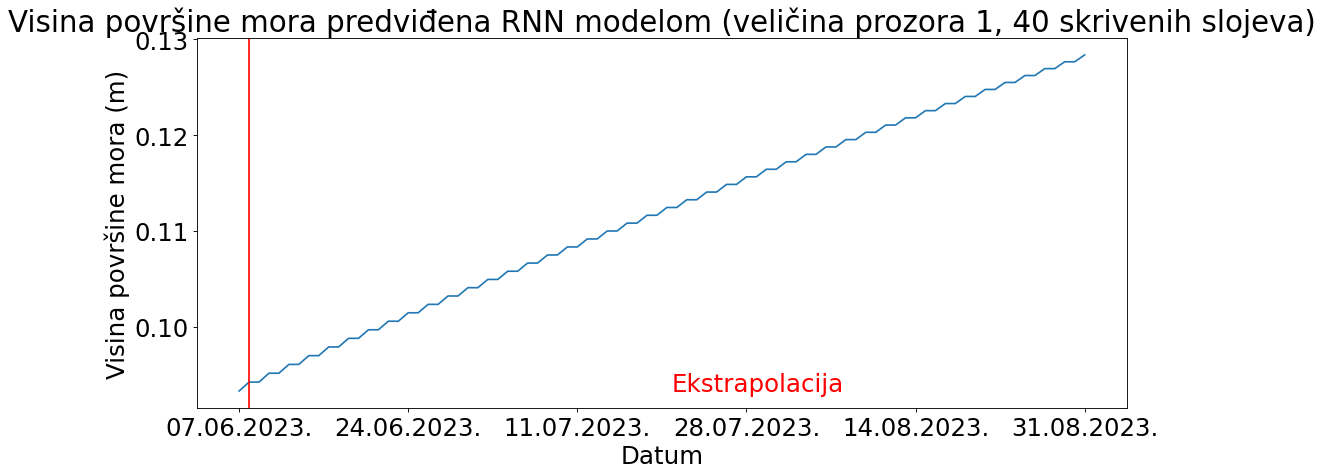 Visina površine mora predviđena RNN modelom (veličina prozora 1, 40 skrivenih slojeva)
Visina površine mora (m)
0.13
0.12
0.11
0.10
Ekstrapolacija
07.06.2023. 24.06.2023. 11.07.2023. 28.07.2023. 14.08.2023. 31.08.2023.
Datum